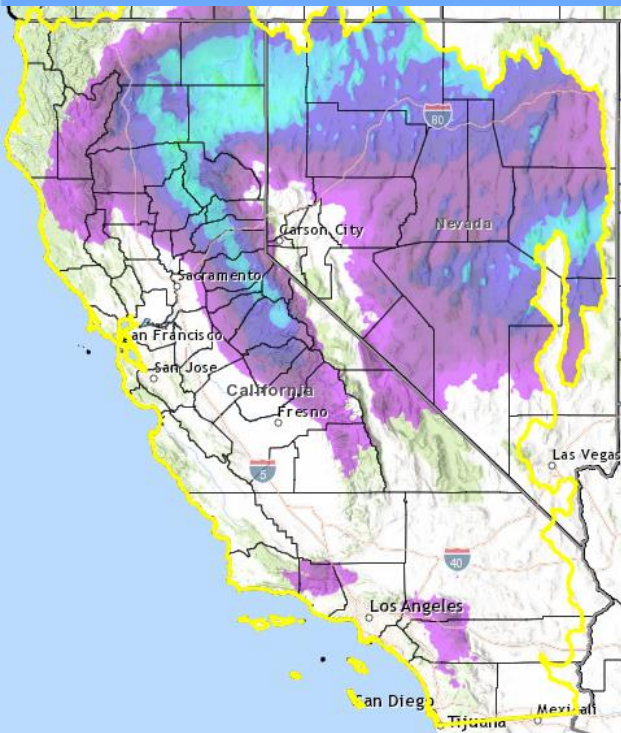 80
Nevada
Carson City
Sacramento
an Francisco
San Jose
California
Fresno
5
Las Vegas
40
Los Angeles
San Diego
Mexicali
Tijuana